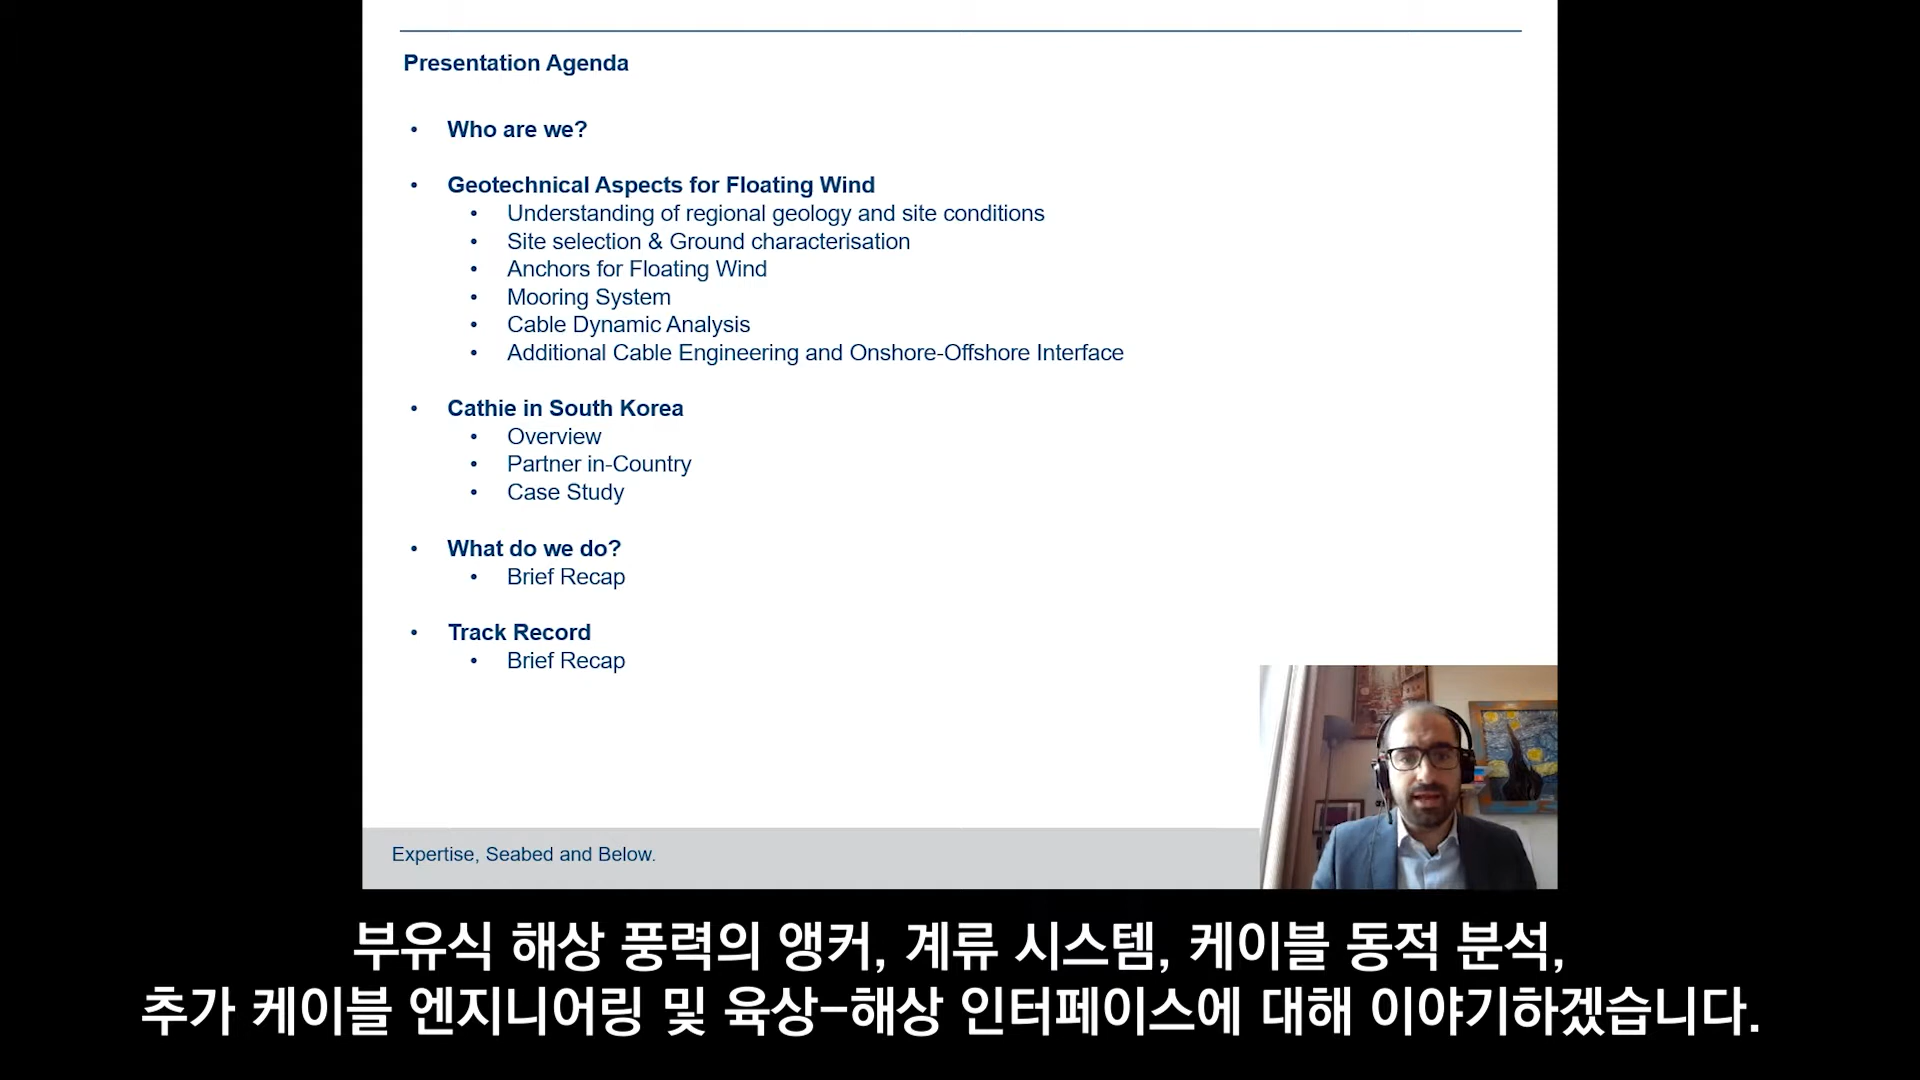 Presentation Agenda
• Who are we?
• Geotechnical Aspects for Floating Wind
• Understanding of regional geology and site conditions
• Site selection & Ground characterisation
• Anchors for Floating Wind
• Mooring System
• Cable Dynamic Analysis
• Additional Cable Engineering and Onshore-Offshore Interface
• Cathie in South Korea
• Overview
• Partner in-Country
• Case Study
• What do we do?
• Brief Recap
• Track Record
• Brief Recap
Expertise, Seabed and Below.
부유식 해상 풍력의 앵커, 계류 시스템, 케이블 동적 분석,
추가 케이블 엔지니어링 및 육상-해상 인터페이스에 대해 이야기하겠습니다.